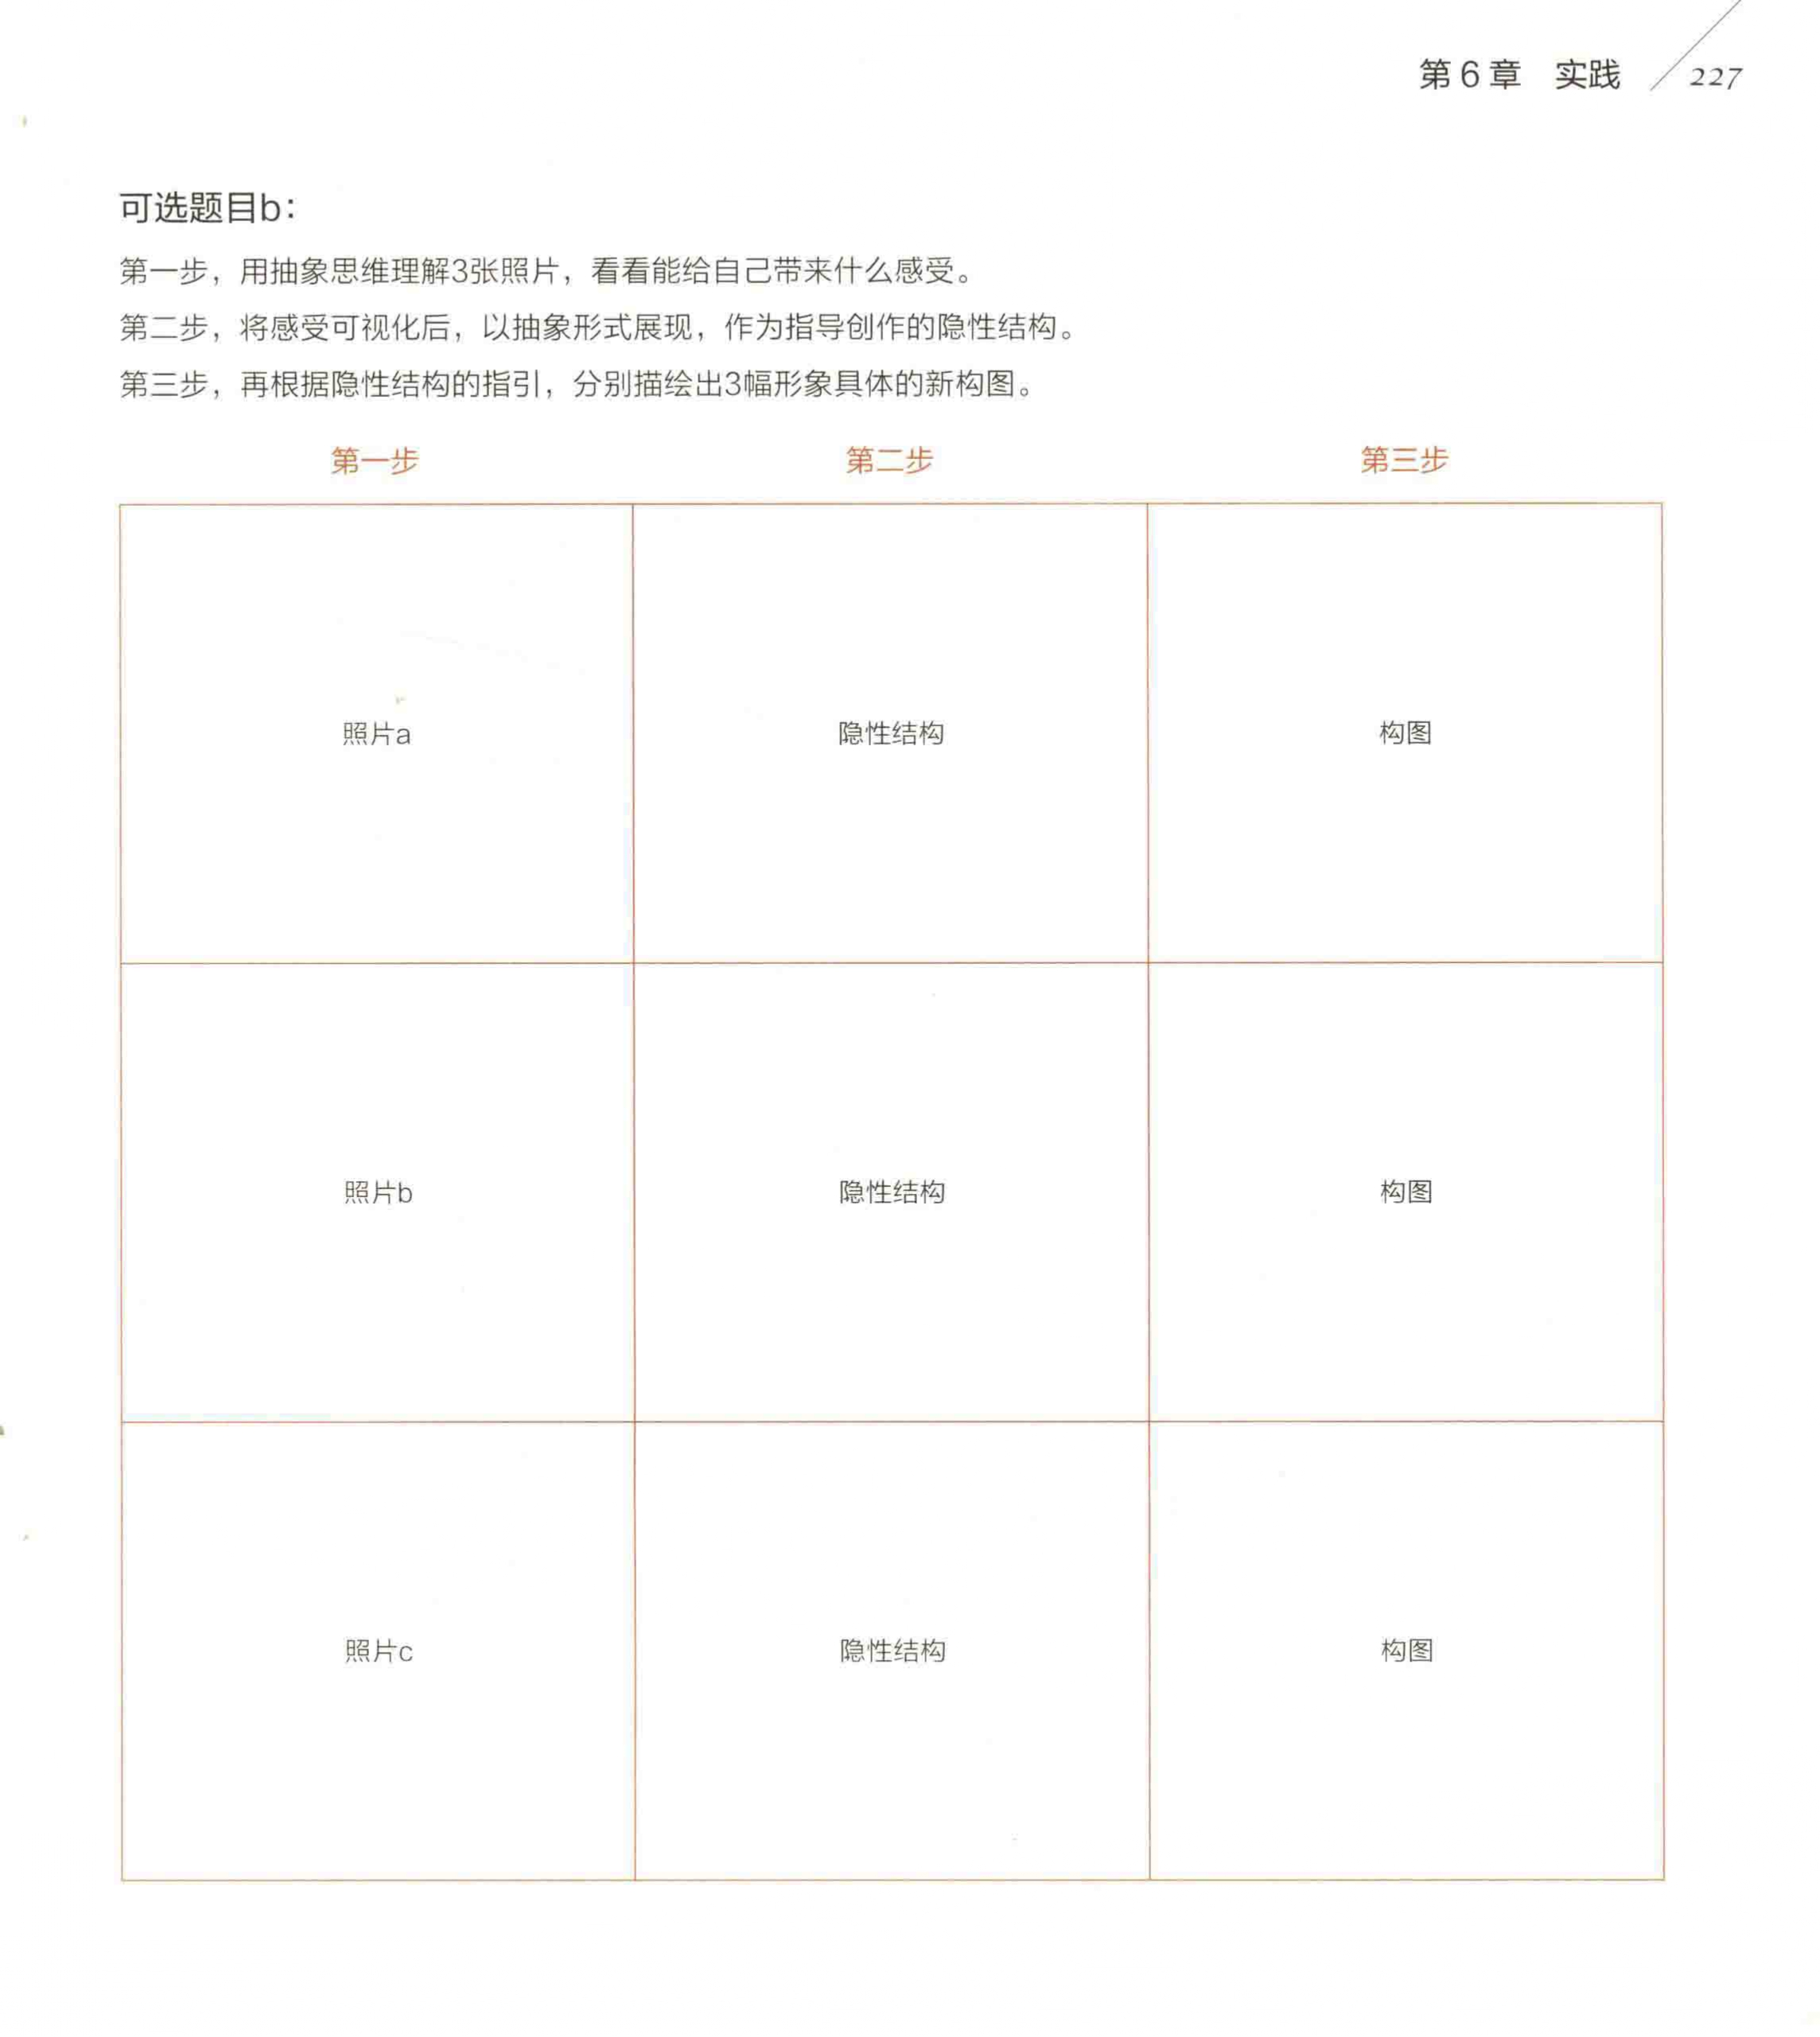 第6章 实践 227
可选题目b：
第一步，用抽象思维理解3张照片，看看能给自己带来什么感受。
第二步，将感受可视化后，以抽象形式展现，作为指导创作的隐性结构。
第三步，再根据隐性结构的指引，分别描绘出3幅形象具体的新构图。
第一步 第二步 第三步
照片a 隐性结构 构图
照片b 隐性结构 构图
照片c 隐性结构 构图